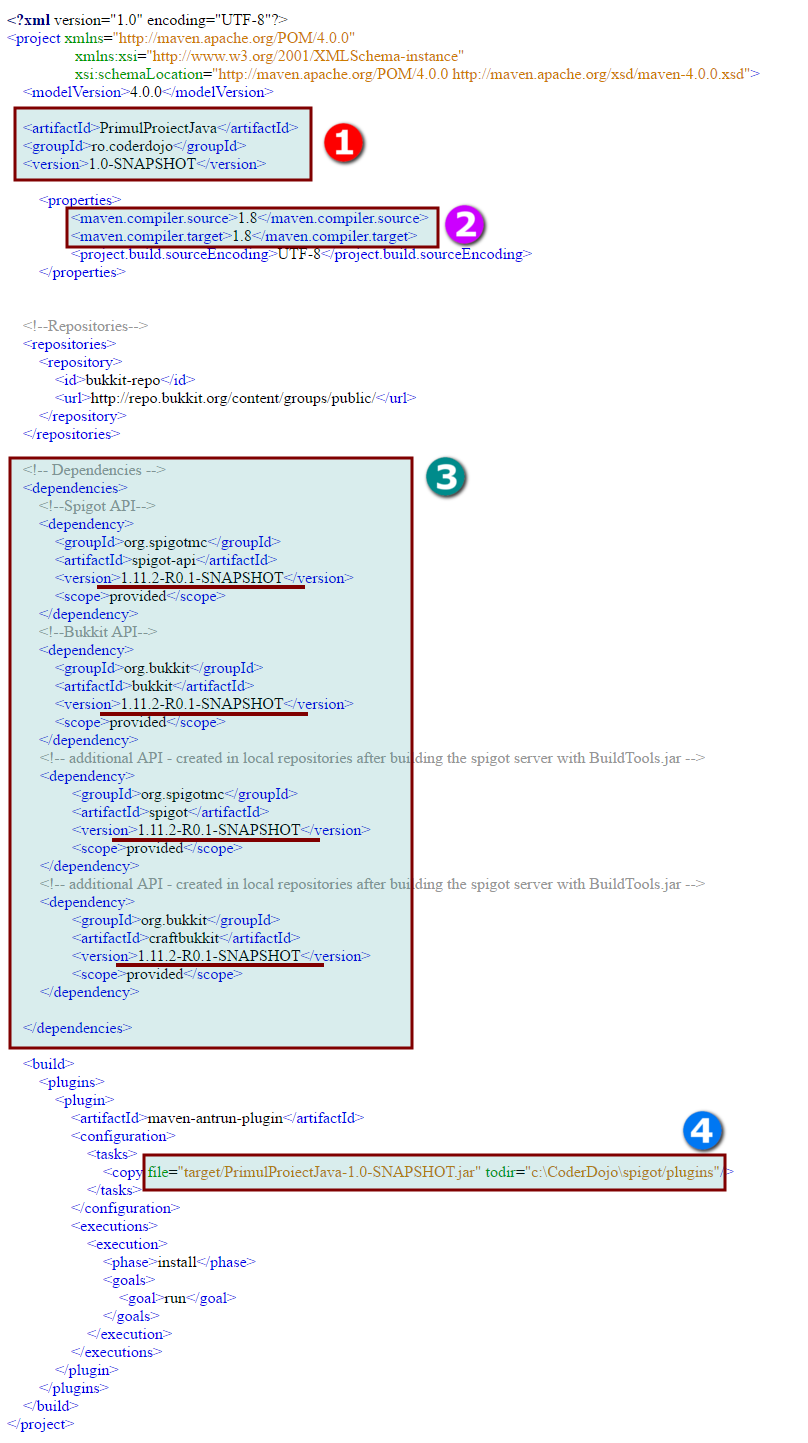 <?xml version="1.0" encoding="UTF-8"?>
<project xmlns="http://maven.apache.org/POM/4.0.0"
xmlns:xsi="http://www.w3.org/2001/XMLSchema-instance"
xsi:schemaLocation="http://maven.apache.org/POM/4.0.0 http://maven.apache.org/xsd/maven-4.0.0.xsd">
<modelVersion>4.0.0</modelVersion>
<artifactId>PrimulProiectJava</artifactId>
1
<groupId>ro.coderdojo</groupId>
<version>1.0-SNAPSHOT</version>
<properties>
<maven.compiler.source>1.8</maven.compiler.source>
2
<maven.compiler.target>1.8</maven.compiler.target>
<project.build.sourceEncoding>UTF-8</project.build.sourceEncoding>
</properties>
<!--Repositories-->
<repositories>
<repository>
<id>bukkit-repo</id>
<url>http://repo.bukkit.org/content/groups/public/</url>
</repository>
</repositories>
<!-- Dependencies -->
3
<dependencies>
<!--Spigot API-->
<dependency>
<groupId>org.spigotmc</groupId>
<artifactId>spigot-api</artifactId>
<version>1.11.2-R0.1-SNAPSHOT</version>
<scope>provided</scope>
</dependency>
<!--Bukkit API-->
<dependency>
<groupId>org.bukkit</groupId>
<artifactId>bukkit</artifactId>
<version>1.11.2-R0.1-SNAPSHOT</version>
<scope>provided</scope>
</dependency>
<!-- additional API - created in local repositories after building the spigot server with BuildTools.jar -->
<dependency>
<groupId>org.spigotmc</groupId>
<artifactId>spigot</artifactId>
<version>1.11.2-R0.1-SNAPSHOT</version>
<scope>provided</scope>
</dependency>
<!-- additional API - created in local repositories after building the spigot server with BuildTools.jar -->
<dependency>
<groupId>org.bukkit</groupId>
<artifactId>craftbukkit</artifactId>
<version>1.11.2-R0.1-SNAPSHOT</version>
<scope>provided</scope>
</dependency>
</dependencies>
<build>
<plugins>
<plugin>
<artifactId>maven-antrun-plugin</artifactId>
4
<configuration>
<tasks>
<copy file="target/PrimulProiectJava-1.0-SNAPSHOT.jar" todir="c:\CoderDojo\spigot/plugins"/>
</tasks>
</configuration>
<executions>
<execution>
<phase>install</phase>
<goals>
<goal>run</goal>
</goals>
</execution>
</executions>
</plugin>
</plugins>
</build>
</project>